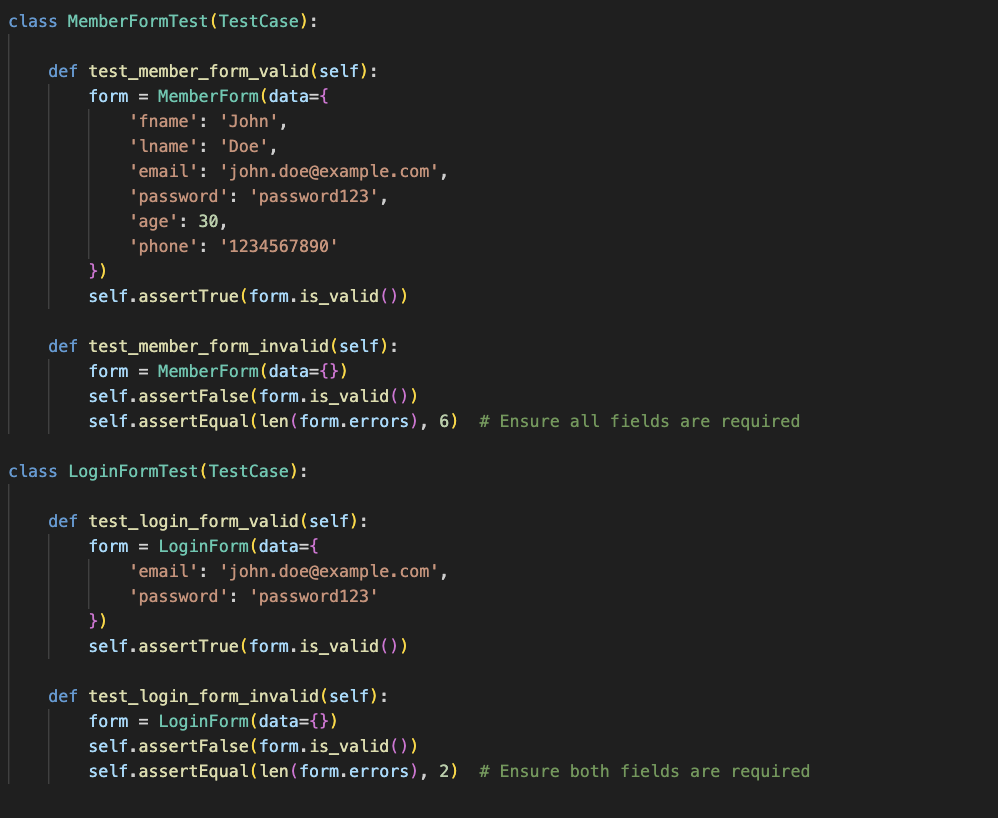 class MemberFormTest(TestCase):
def test_member_form_valid(self):
form = MemberForm(data={
'fname': 'John',
'lname': 'Doe',
'email': 'john.doe@example.com',
'password': 'password123',
'age': 30,
'phone': '1234567890'
})
self.assertTrue(form.is_valid())
def test_member_form_invalid(self):
form = MemberForm(data={})
self.assertFalse(form.is_valid())
self.assertEqual(len(form.errors), 6)  # Ensure all fields are required
class LoginFormTest(TestCase):
def test_login_form_valid(self):
form = LoginForm(data={
'email': 'john.doe@example.com',
'password': 'password123'
})
self.assertTrue(form.is_valid())
def test_login_form_invalid(self):
form = LoginForm(data={})
self.assertFalse(form.is_valid())
self.assertEqual(len(form.errors), 2)  # Ensure both fields are required